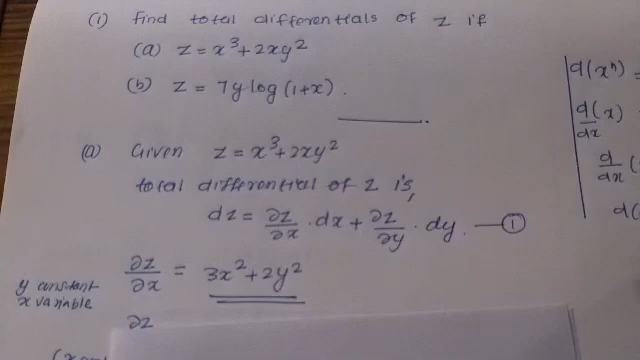 (1) Find total differentials of z if
(a) z = x³ + 2xy²
(b) z = 7y log (1+x).
(a) Given z = x³ + 2xy²
total differential of z is,
dz = ∂z/∂x · dx + ∂z/∂y · dy. — ①
∂z/∂x = 3x² + 2y²
y constant
x variable
∂z
d(xⁿ) =
d/dx (x)
d/dx (
d(